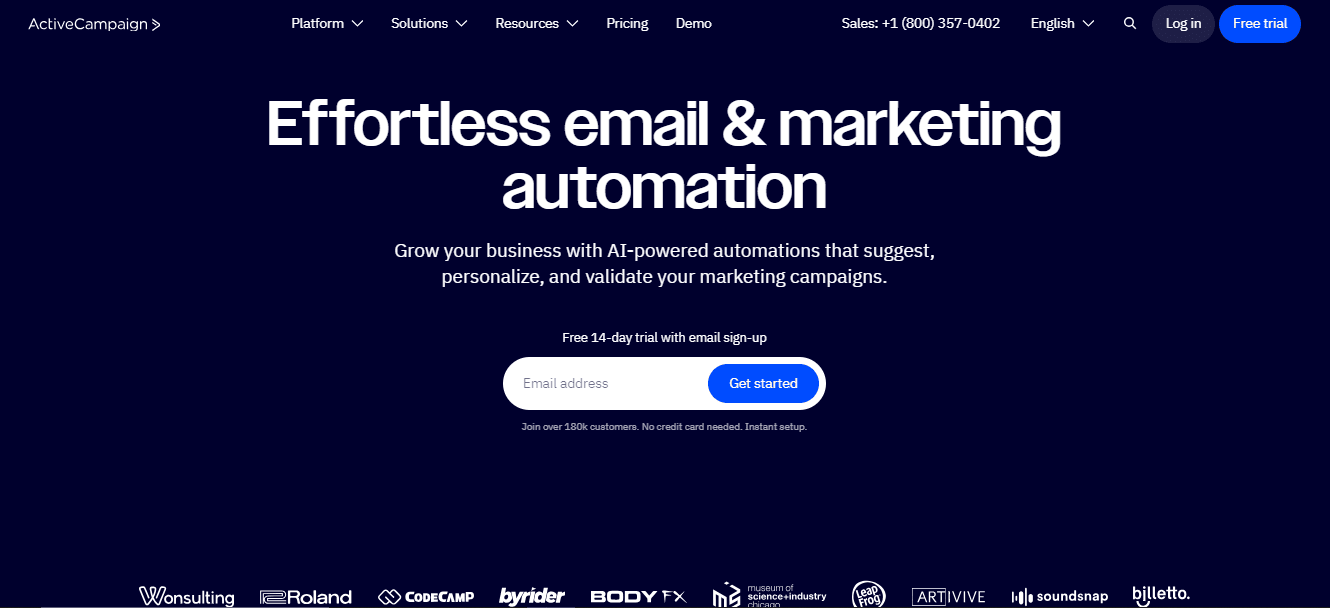 ActiveCampaign >
Platform
Solutions
Resources
Pricing
Demo
Sales: +1 (800) 357-0402
English
Log in
Free trial
Effortless email & marketing
automation
Grow your business with AI-powered automations that suggest,
personalize, and validate your marketing campaigns.
Free 14-day trial with email sign-up
Email address
Get started
Join over 180k customers. No credit card needed. Instant setup.
Wonsulting
Roland
CODECAMP
byrider
BODY FX
museum of
science+industry
chicago
Leap
Frog
ARTIVIVE
soundsnap
billetto.